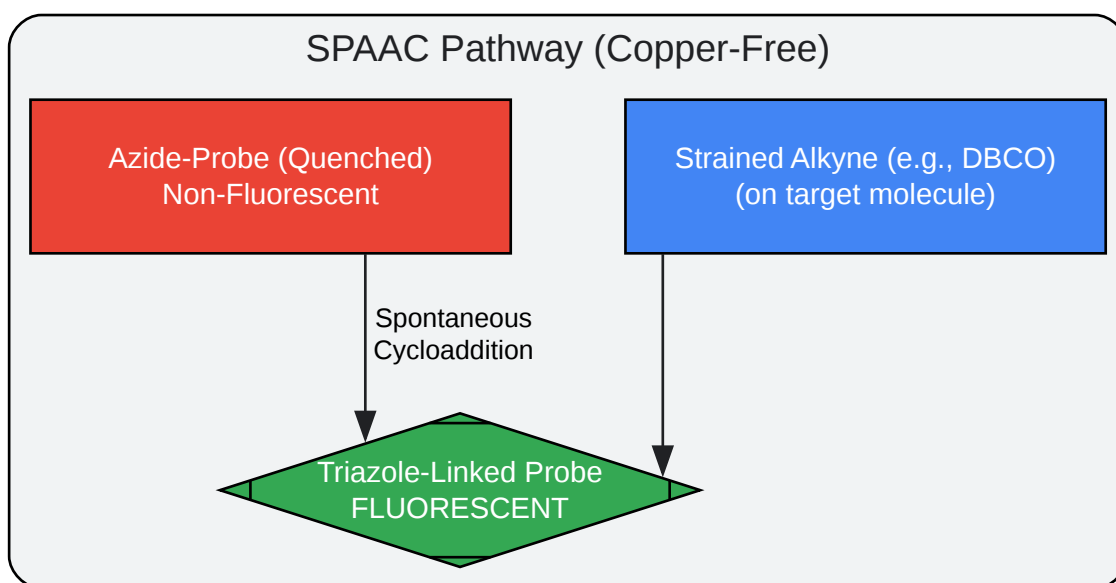 SPAAC Pathway (Copper-Free)
Azide-Probe (Quenched)
Non-Fluorescent
Strained Alkyne (e.g., DBCO)
(on target molecule)
Spontaneous
Cycloaddition
Triazole-Linked Probe
FLUORESCENT